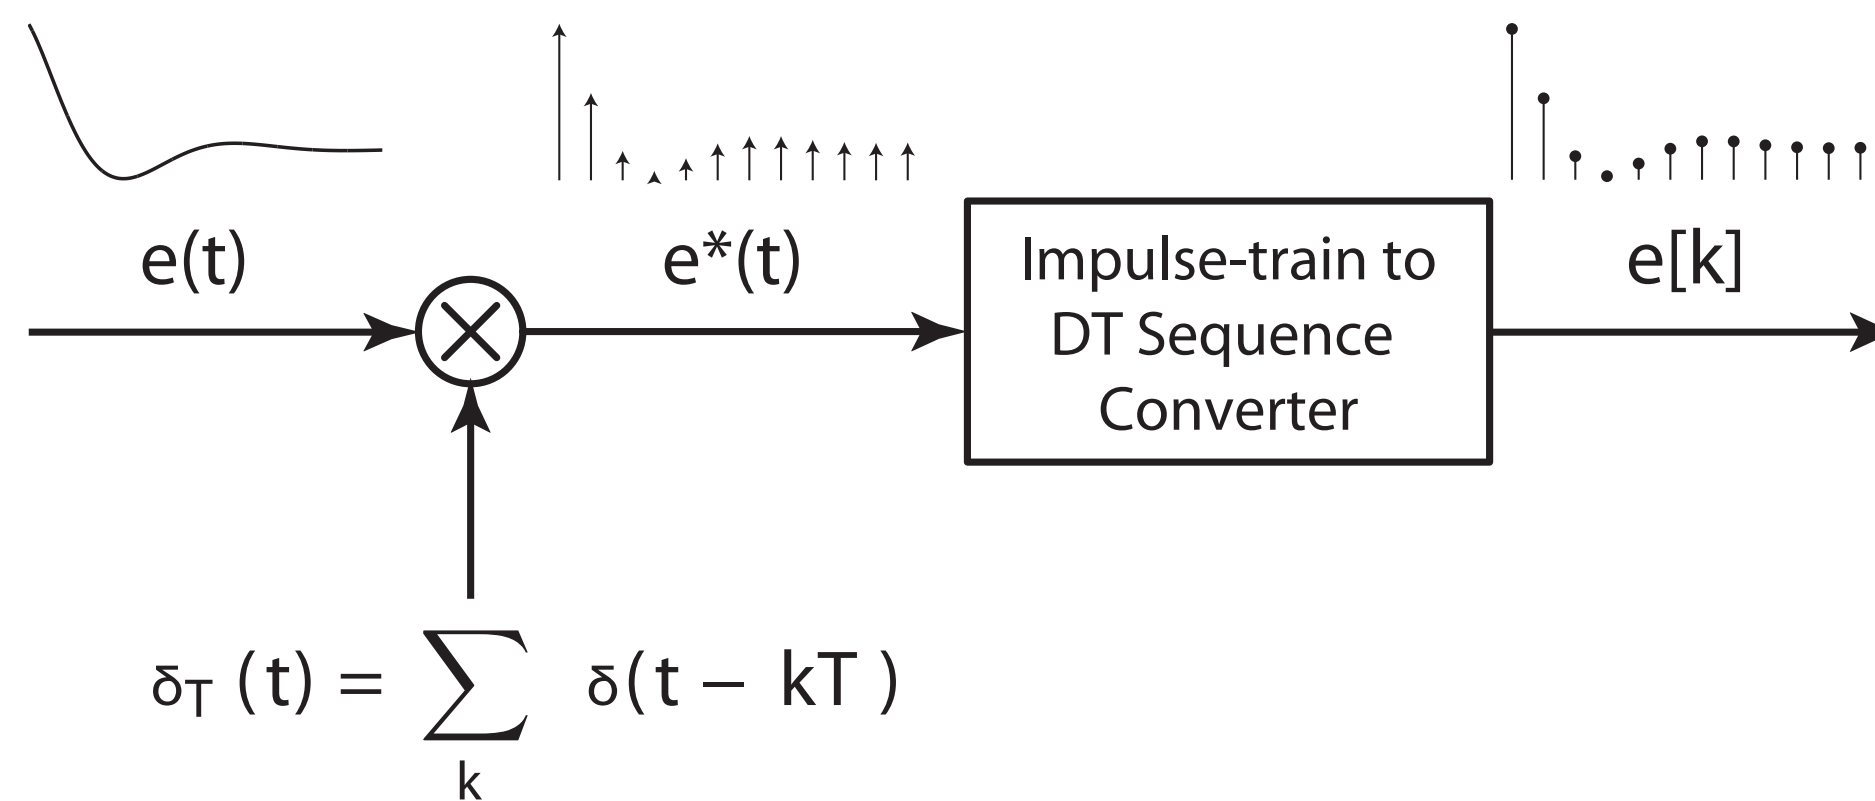 e(t)
e*(t)
Impulse-train to
DT Sequence
Converter
e[k]
δT (t) = ∑ δ(t − kT )
k